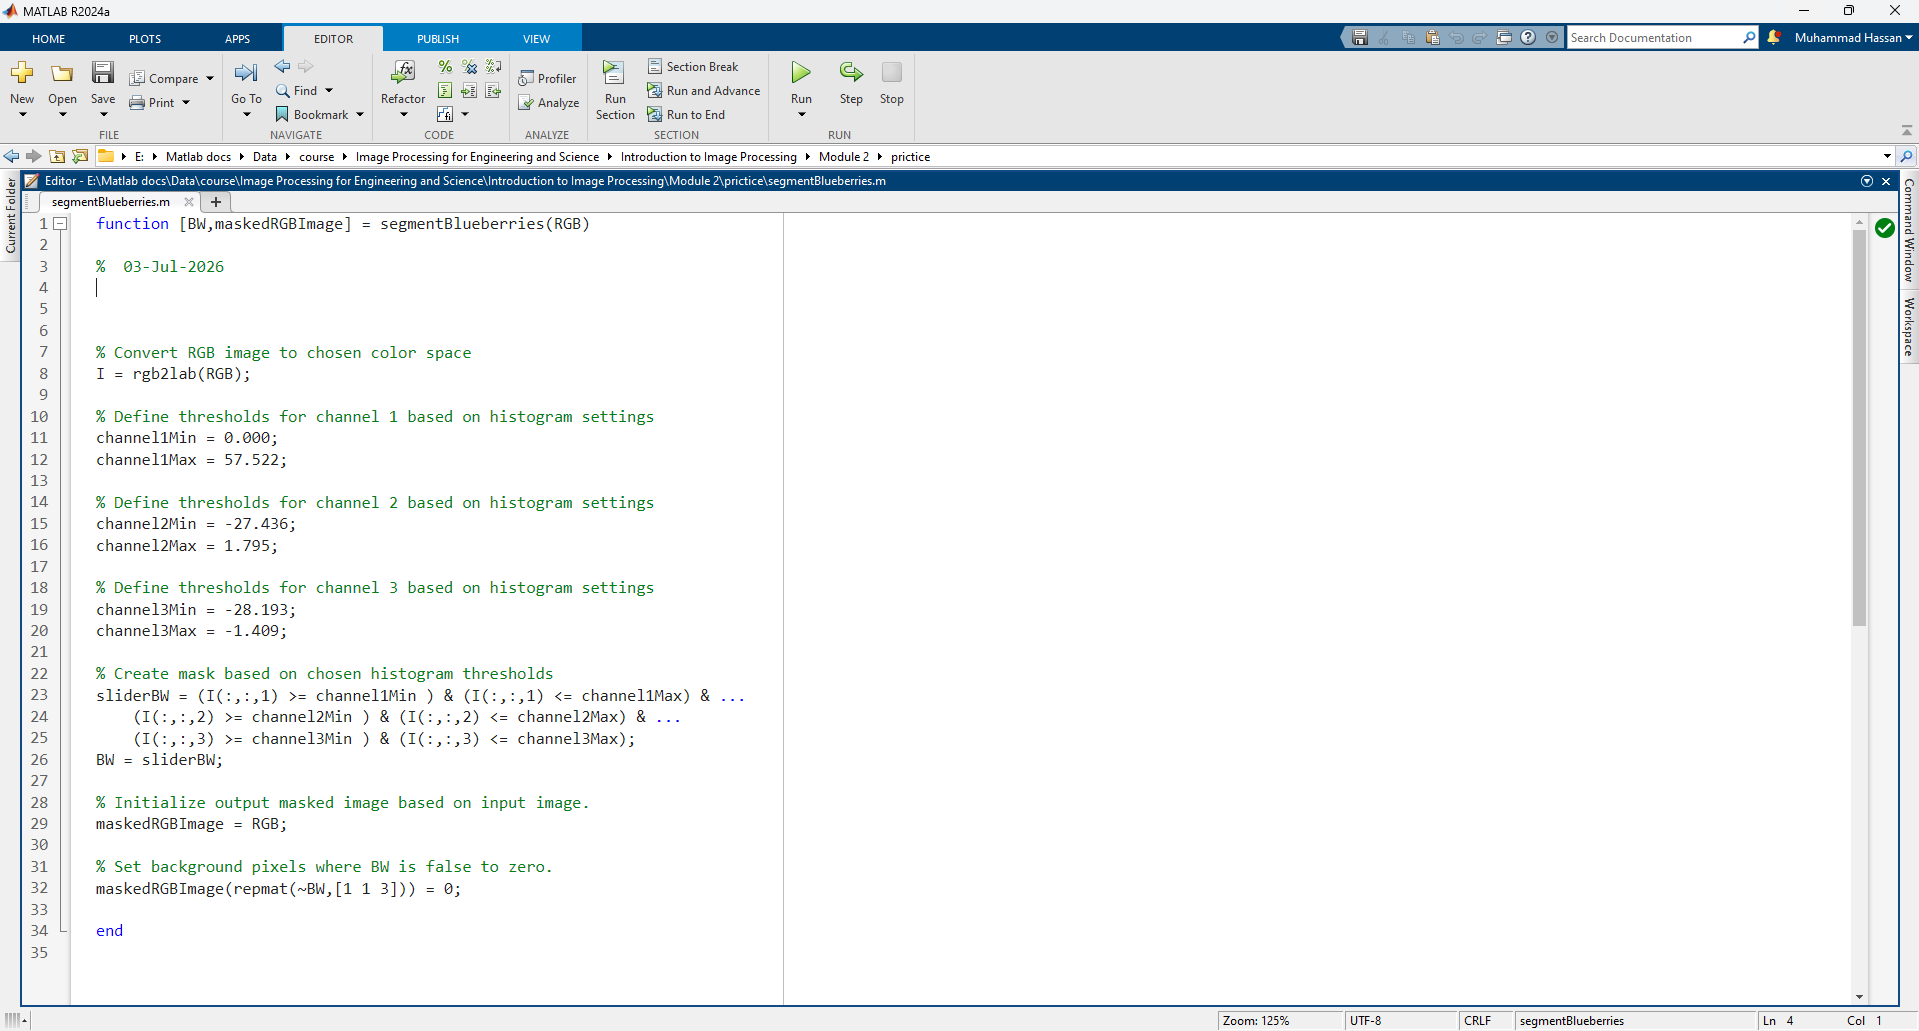 MATLAB R2024a
HOME PLOTS APPS EDITOR PUBLISH VIEW
Search Documentation
Muhammad Hassan
New Open Save Compare Print
FILE
Go To Find Bookmark
NAVIGATE
Refactor
CODE
Profiler Analyze
ANALYZE
Run Section
Section Break
Run and Advance
Run to End
SECTION
Run Step Stop
RUN
E: Matlab docs Data course Image Processing for Engineering and Science Introduction to Image Processing Module 2 prictice
Current Folder
Editor - E:\Matlab docs\Data\course\Image Processing for Engineering and Science\Introduction to Image Processing\Module 2\prictice\segmentBlueberries.m
Command Window
Workspace
segmentBlueberries.m
1 function [BW,maskedRGBImage] = segmentBlueberries(RGB)
2
3 % 03-Jul-2026
4
5
6
7 % Convert RGB image to chosen color space
8 I = rgb2lab(RGB);
9
10 % Define thresholds for channel 1 based on histogram settings
11 channel1Min = 0.000;
12 channel1Max = 57.522;
13
14 % Define thresholds for channel 2 based on histogram settings
15 channel2Min = -27.436;
16 channel2Max = 1.795;
17
18 % Define thresholds for channel 3 based on histogram settings
19 channel3Min = -28.193;
20 channel3Max = -1.409;
21
22 % Create mask based on chosen histogram thresholds
23 sliderBW = (I(:,:,1) >= channel1Min ) & (I(:,:,1) <= channel1Max) & ...
24 (I(:,:,2) >= channel2Min ) & (I(:,:,2) <= channel2Max) & ...
25 (I(:,:,3) >= channel3Min ) & (I(:,:,3) <= channel3Max);
26 BW = sliderBW;
27
28 % Initialize output masked image based on input image.
29 maskedRGBImage = RGB;
30
31 % Set background pixels where BW is false to zero.
32 maskedRGBImage(repmat(~BW,[1 1 3])) = 0;
33
34 end
35
Zoom: 125% UTF-8 CRLF segmentBlueberries Ln 4 Col 1